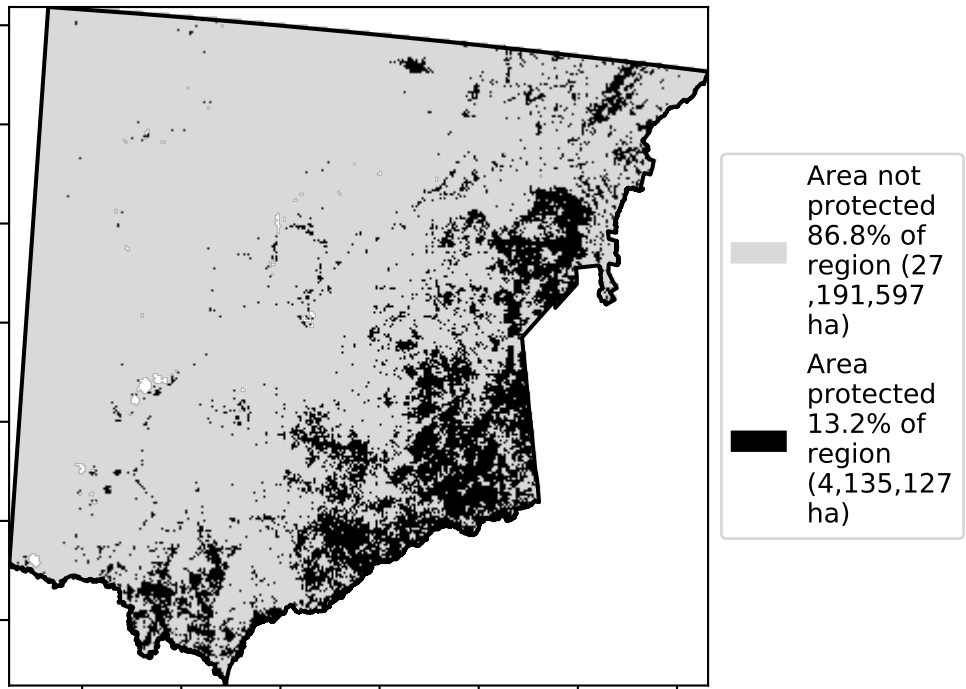 Area not
protected
86.8% of
region (27
,191,597
ha)
Area
protected
13.2% of
region
(4,135,127
ha)